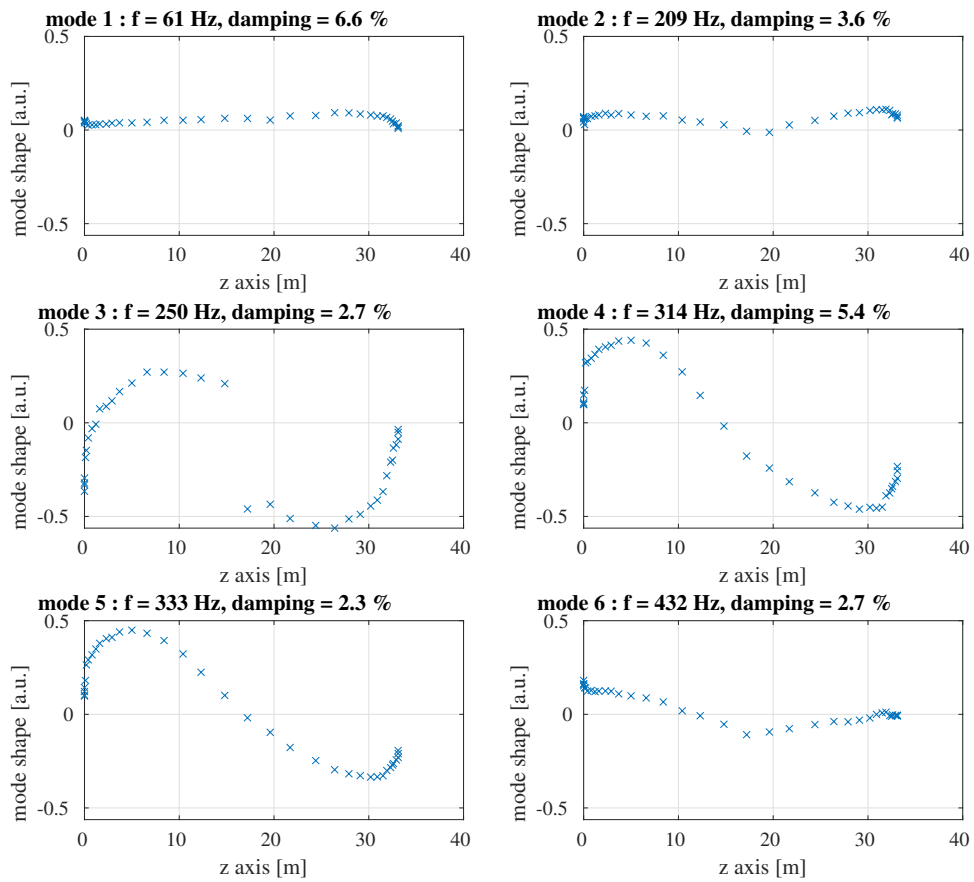 mode 1 : f = 61 Hz, damping = 6.6 %
0.5
0
-0.5
mode shape [a.u.]
0 10 20 30 40
z axis [m]
mode 2 : f = 209 Hz, damping = 3.6 %
0.5
0
-0.5
mode shape [a.u.]
0 10 20 30 40
z axis [m]
mode 3 : f = 250 Hz, damping = 2.7 %
0.5
0
-0.5
mode shape [a.u.]
0 10 20 30 40
z axis [m]
mode 4 : f = 314 Hz, damping = 5.4 %
0.5
0
-0.5
mode shape [a.u.]
0 10 20 30 40
z axis [m]
mode 5 : f = 333 Hz, damping = 2.3 %
0.5
0
-0.5
mode shape [a.u.]
0 10 20 30 40
z axis [m]
mode 6 : f = 432 Hz, damping = 2.7 %
0.5
0
-0.5
mode shape [a.u.]
0 10 20 30 40
z axis [m]